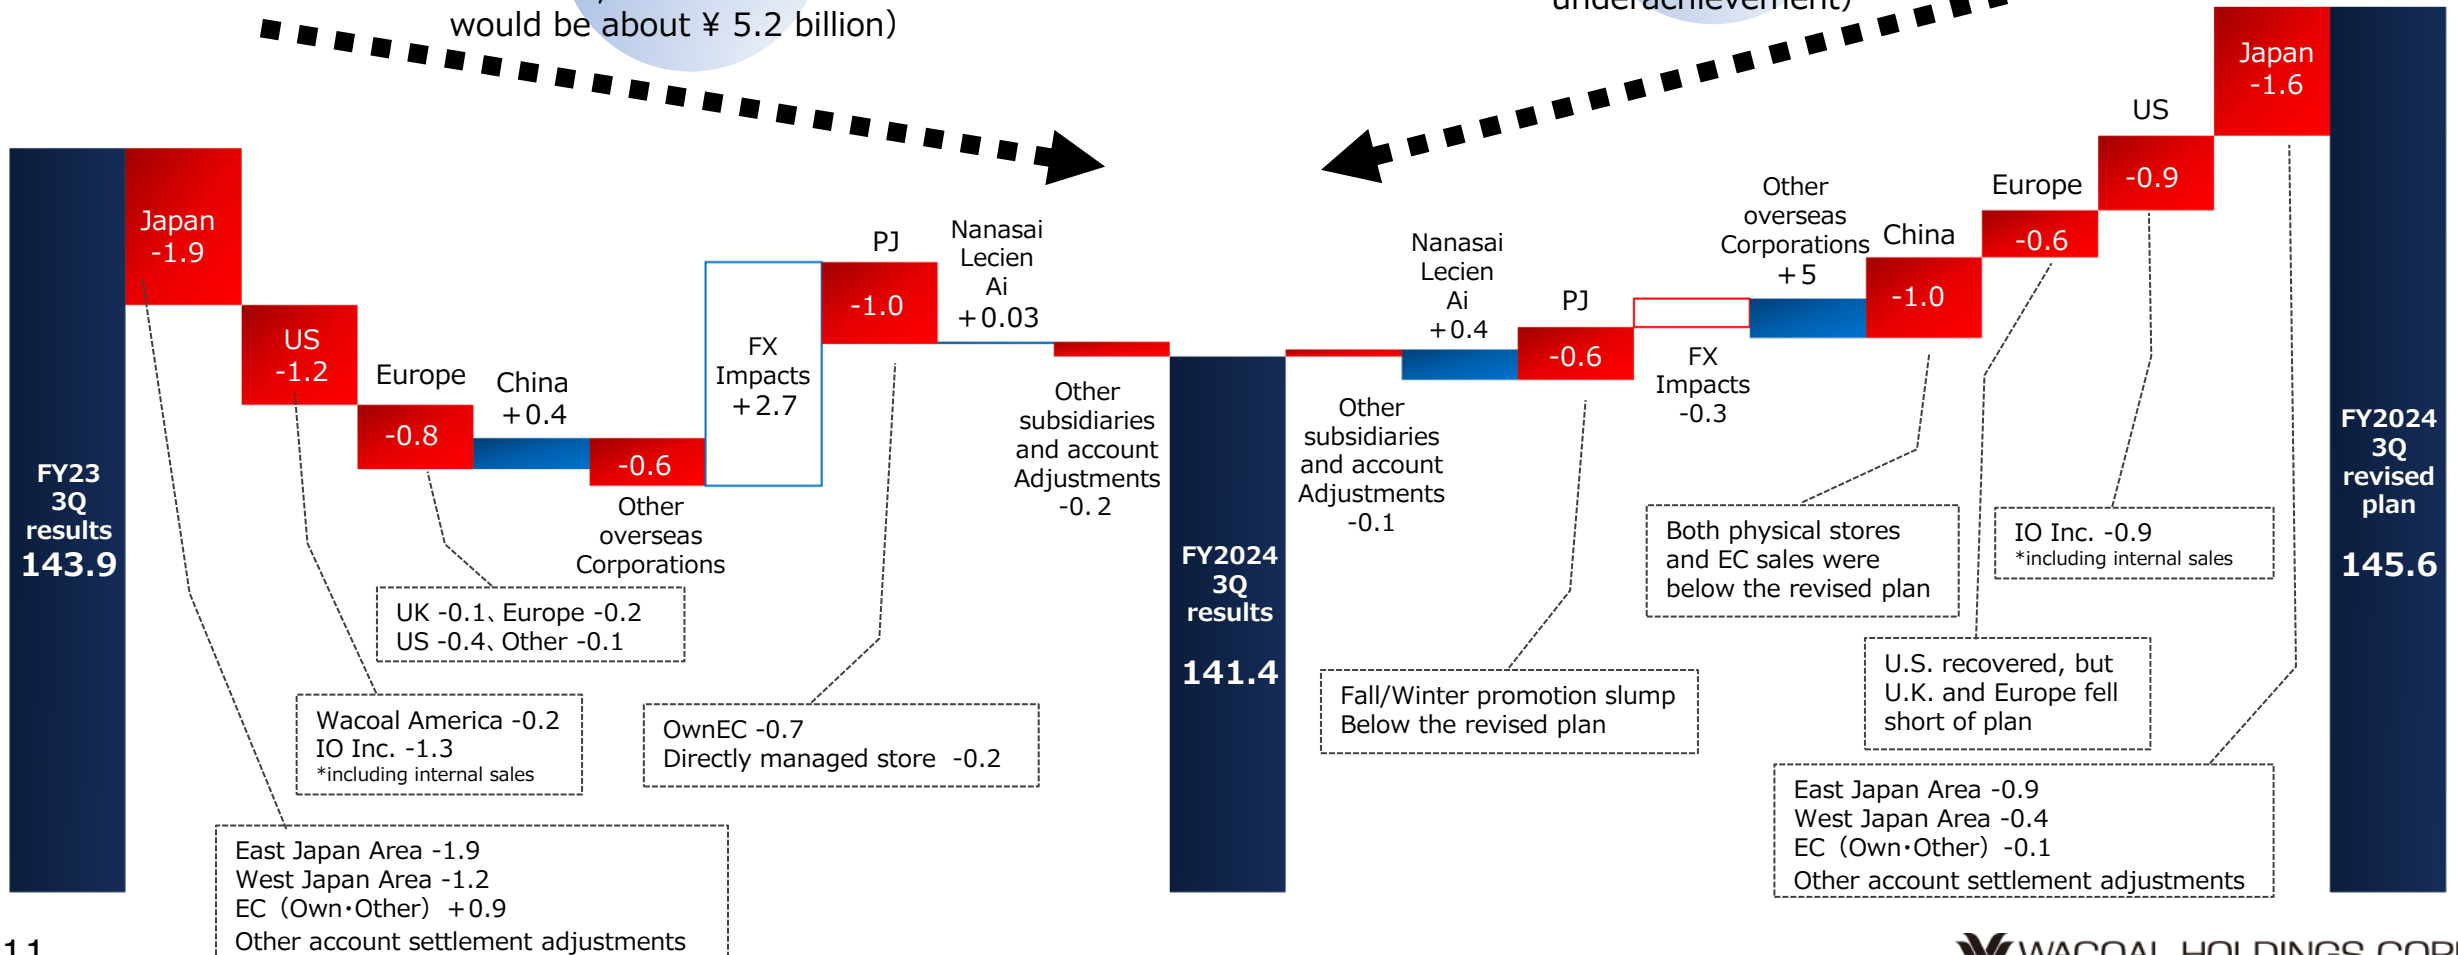 would be about ¥ 5.2 billion）
underachievement）
Japan
-1.9
US
-1.2
Europe
-0.8
China
+0.4
-0.6
Other
overseas
Corporations
FX
Impacts
+2.7
PJ
-1.0
Nanasai
Lecien
Ai
+0.03
Other
subsidiaries
and account
Adjustments
-0.2
FY23
3Q
results
143.9
FY2024
3Q
results
141.4
Other
subsidiaries
and account
Adjustments
-0.1
Nanasai
Lecien
Ai
+0.4
PJ
-0.6
FX
Impacts
-0.3
Other
overseas
Corporations
+5
China
-1.0
Europe
-0.6
US
-0.9
Japan
-1.6
FY2024
3Q
revised
plan
145.6
UK -0.1、Europe -0.2
US -0.4、Other -0.1
Wacoal America -0.2
IO Inc. -1.3
*including internal sales
East Japan Area -1.9
West Japan Area -1.2
EC（Own･Other）+0.9
Other account settlement adjustments
OwnEC -0.7
Directly managed store -0.2
Fall/Winter promotion slump
Below the revised plan
Both physical stores
and EC sales were
below the revised plan
IO Inc. -0.9
*including internal sales
U.S. recovered, but
U.K. and Europe fell
short of plan
East Japan Area -0.9
West Japan Area -0.4
EC（Own･Other）-0.1
Other account settlement adjustments
11
WACOAL HOLDINGS CORP